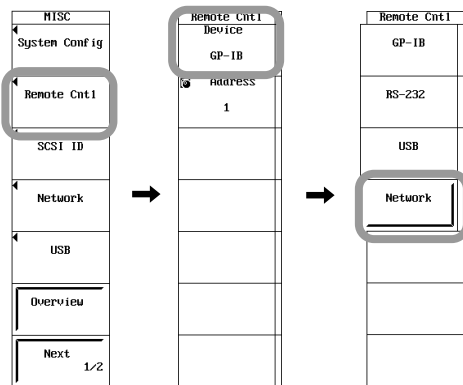 MISC
System Config
Remote Cntl
SCSI ID
Network
USB
Overview
Next
1/2
Remote Cntl
Device
GP-IB
Address
1
Remote Cntl
GP-IB
RS-232
USB
Network